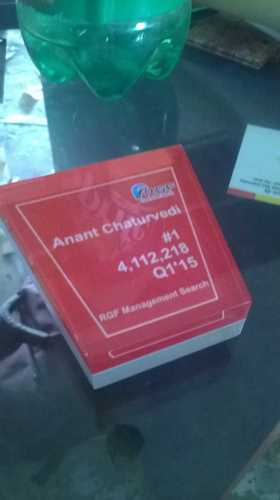 Anant Chaturvedi
#1
4,112,218
Q1'15
RGF Management Search